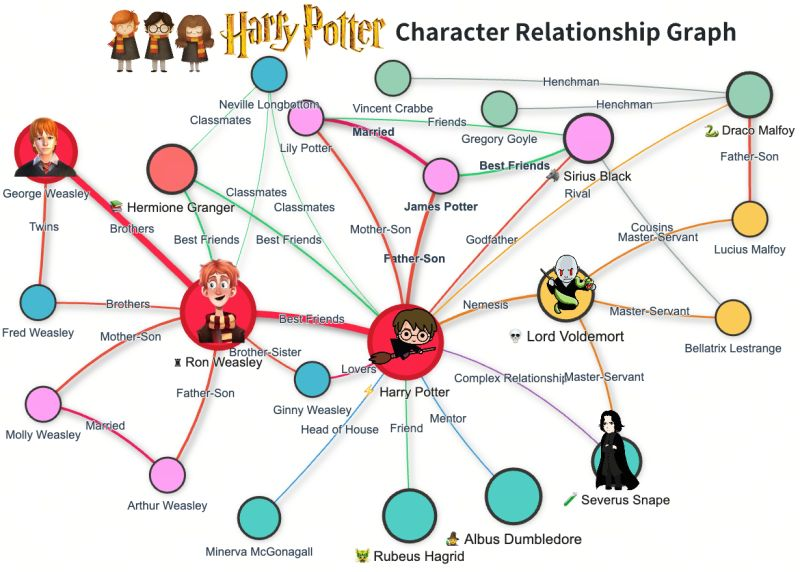 Harry Potter Character Relationship Graph
Neville Longbottom
Classmates
Vincent Crabbe
Henchman
Henchman
Gregory Goyle
Draco Malfoy
Lily Potter
Married
Friends
Best Friends
Sirius Black
Father-Son
George Weasley
Hermione Granger
Classmates
Classmates
James Potter
Rival
Twins
Brothers
Best Friends
Best Friends
Mother-Son
Godfather
Cousins
Master-Servant
Lucius Malfoy
Father-Son
Brothers
Fred Weasley
Best Friends
Nemesis
Master-Servant
Lord Voldemort
Bellatrix Lestrange
Mother-Son
Ron Weasley
Brother-Sister
Lovers
Harry Potter
Complex Relationship
Master-Servant
Father-Son
Ginny Weasley
Molly Weasley
Married
Head of House
Friend
Mentor
Arthur Weasley
Severus Snape
Minerva McGonagall
Rubeus Hagrid
Albus Dumbledore